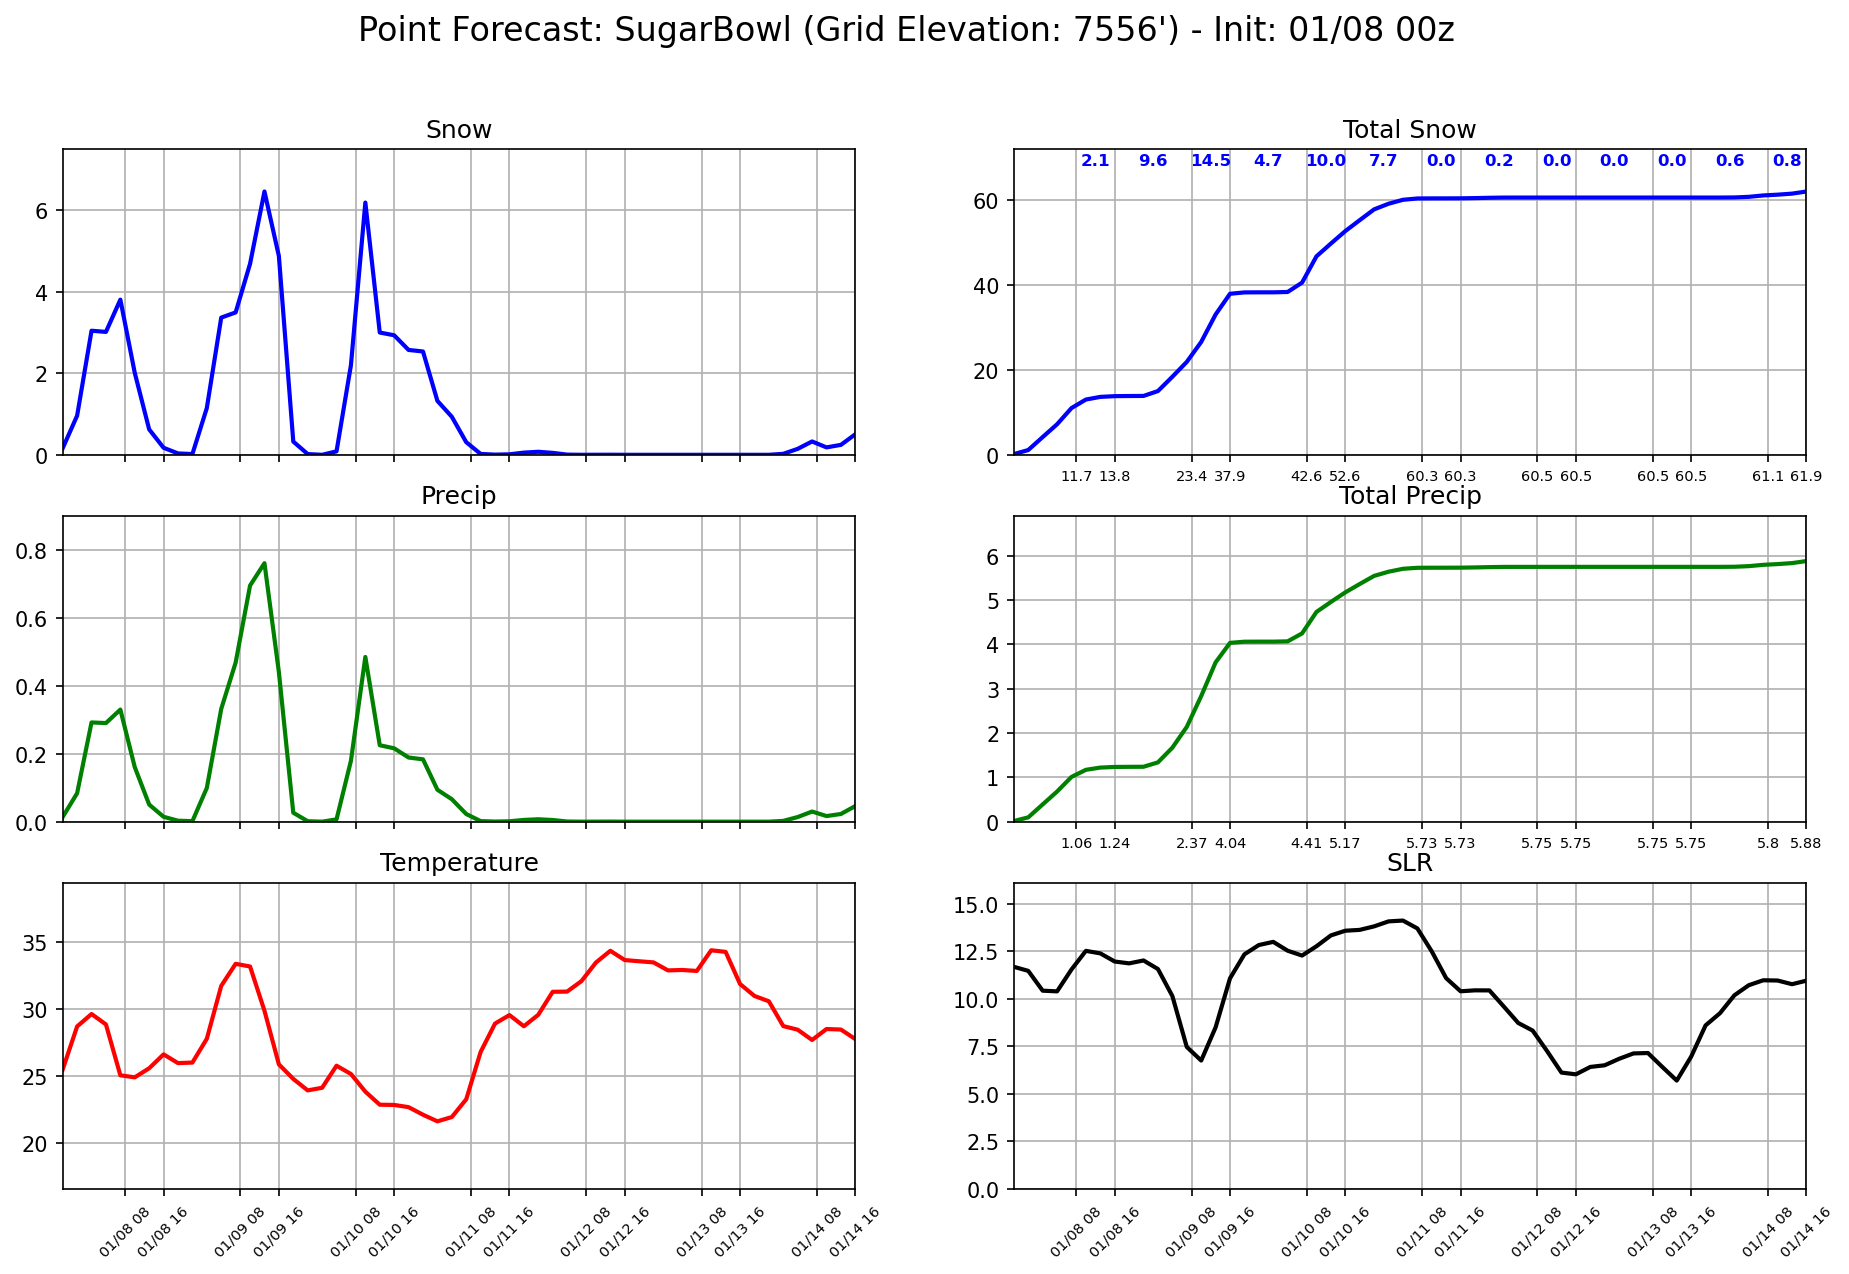 Point Forecast: SugarBowl (Grid Elevation: 7556') - Init: 01/08 00z
Snow
6
4
2
0
Total Snow
2.1 9.6 14.5 4.7 10.0 7.7 0.0 0.2 0.0 0.0 0.0 0.6 0.8
60
40
20
0
11.7 13.8 23.4 37.9 42.6 52.6 60.3 60.3 60.5 60.5 60.5 60.5 61.1 61.9
Precip
0.8
0.6
0.4
0.2
0.0
Total Precip
6
5
4
3
2
1
0
1.06 1.24 2.37 4.04 4.41 5.17 5.73 5.73 5.75 5.75 5.75 5.75 5.8 5.88
Temperature
35
30
25
20
01/08 08 01/08 16 01/09 08 01/09 16 01/10 08 01/10 16 01/11 08 01/11 16 01/12 08 01/12 16 01/13 08 01/13 16 01/14 08 01/14 16
SLR
15.0
12.5
10.0
7.5
5.0
2.5
0.0
01/08 08 01/08 16 01/09 08 01/09 16 01/10 08 01/10 16 01/11 08 01/11 16 01/12 08 01/12 16 01/13 08 01/13 16 01/14 08 01/14 16